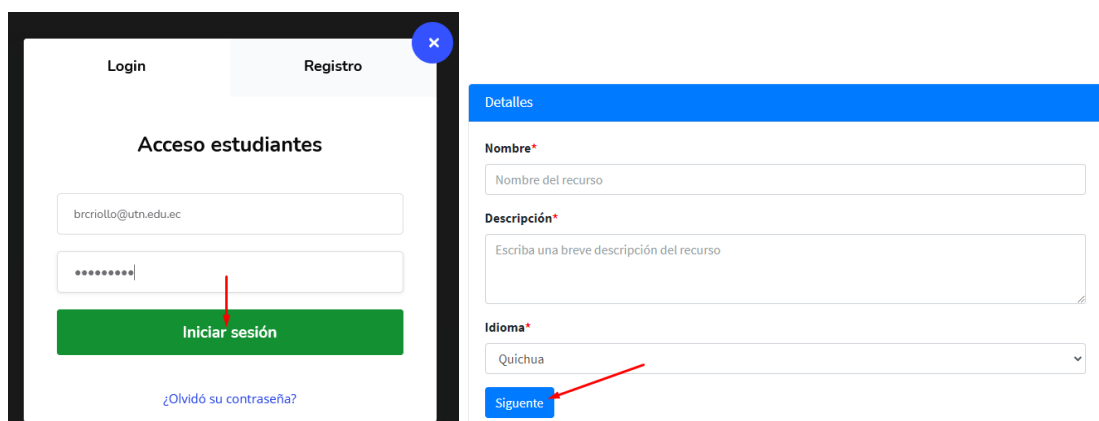 Login Registro
Acceso estudiantes
brcriollo@utn.edu.ec
Iniciar sesión
¿Olvidó su contraseña?
Detalles
Nombre*
Nombre del recurso
Descripción*
Escriba una breve descripción del recurso
Idioma*
Quichua
Siguente